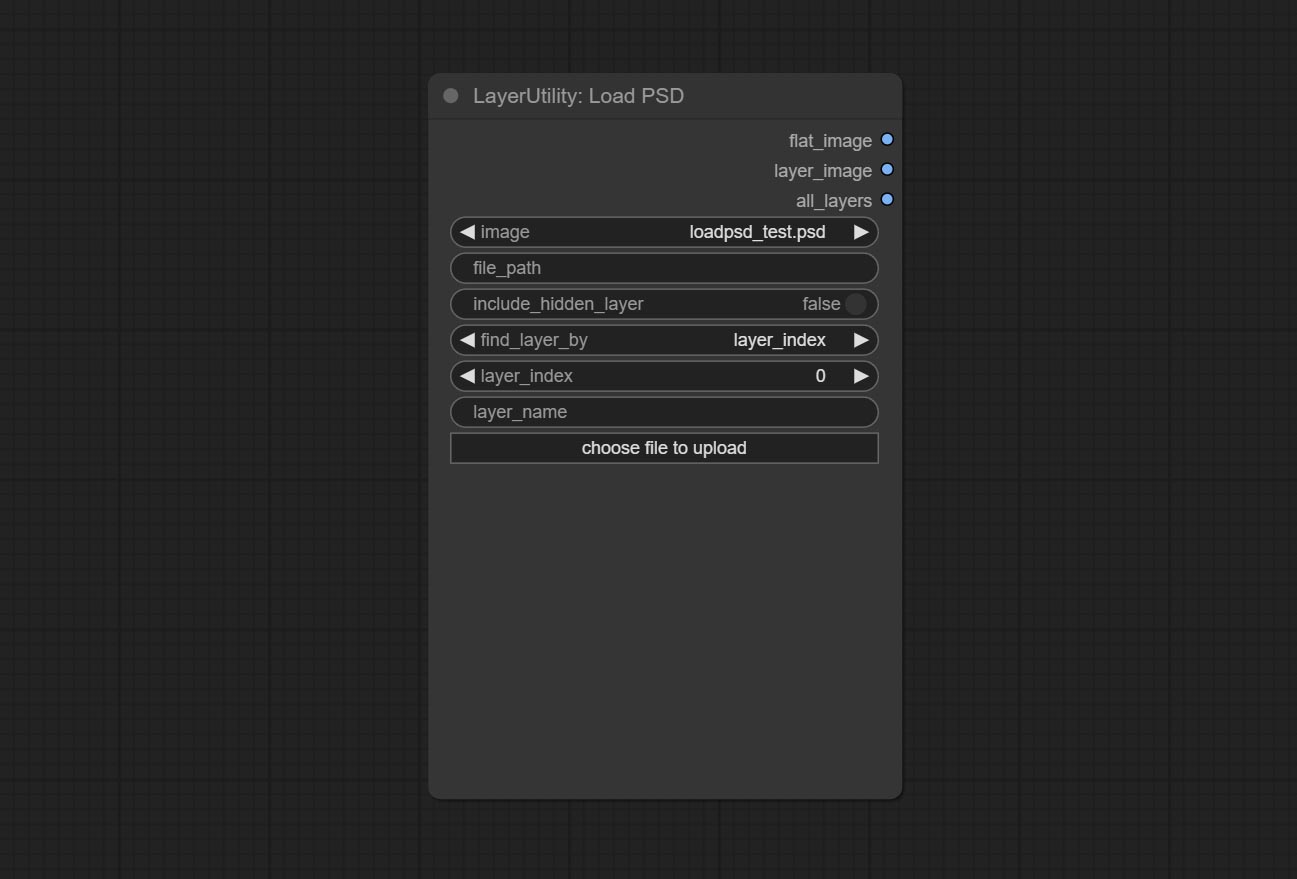 LayerUtility: Load PSD
flat_image
layer_image
all_layers
image loadpsd_test.psd
file_path
include_hidden_layer false
find_layer_by layer_index
layer_index 0
layer_name
choose file to upload